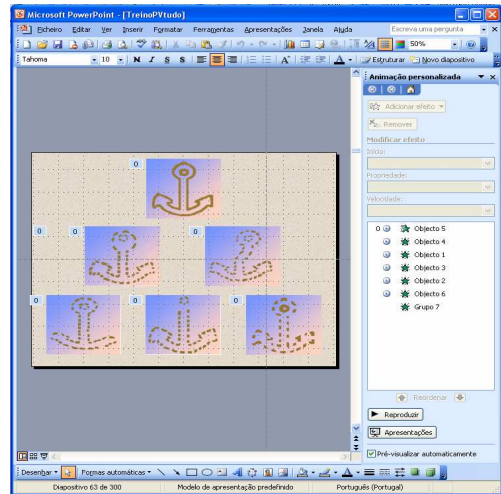 Microsoft PowerPoint - [TreinoPVtudo]
Ficheiro Editar Ver Inserir Formatar Ferramentas Apresentações Janela Ajuda Escreva uma pergunta
50%
Tahoma 10 N I S S A A Estruturar Novo diapositivo
Animação personalizada
Adicionar efeito
Remover
Modificar efeito
Início:
Propriedade:
Velocidade:
0
0 0 0
0 0 0
0 Objecto 5
Objecto 4
Objecto 1
Objecto 3
Objecto 2
Objecto 6
Grupo 7
Reordenar
Reproduzir
Apresentações
Pré-visualizar automaticamente
Desenhar Formas automáticas A
Diapositivo 63 de 300 Modelo de apresentação predefinido Português (Portugal)